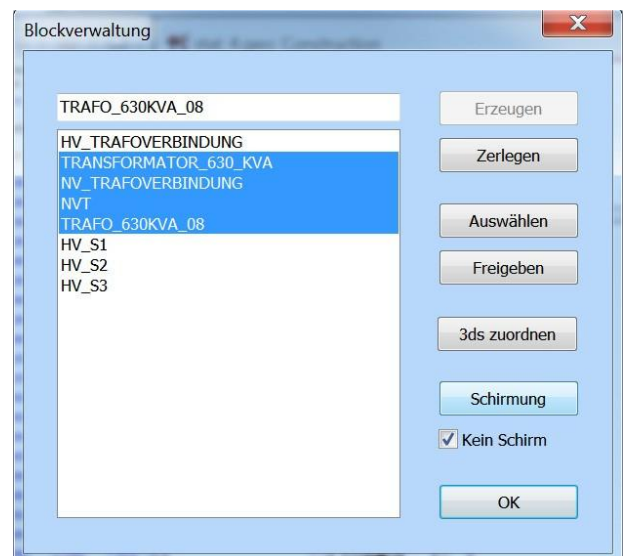 Blockverwaltung
TRAFO_630KVA_08
Erzeugen
HV_TRAFOVERBINDUNG
TRANSFORMATOR_630_KVA
NV_TRAFOVERBINDUNG
NVT
TRAFO_630KVA_08
HV_S1
HV_S2
HV_S3
Zerlegen
Auswählen
Freigeben
3ds zuordnen
Schirmung
Kein Schirm
OK